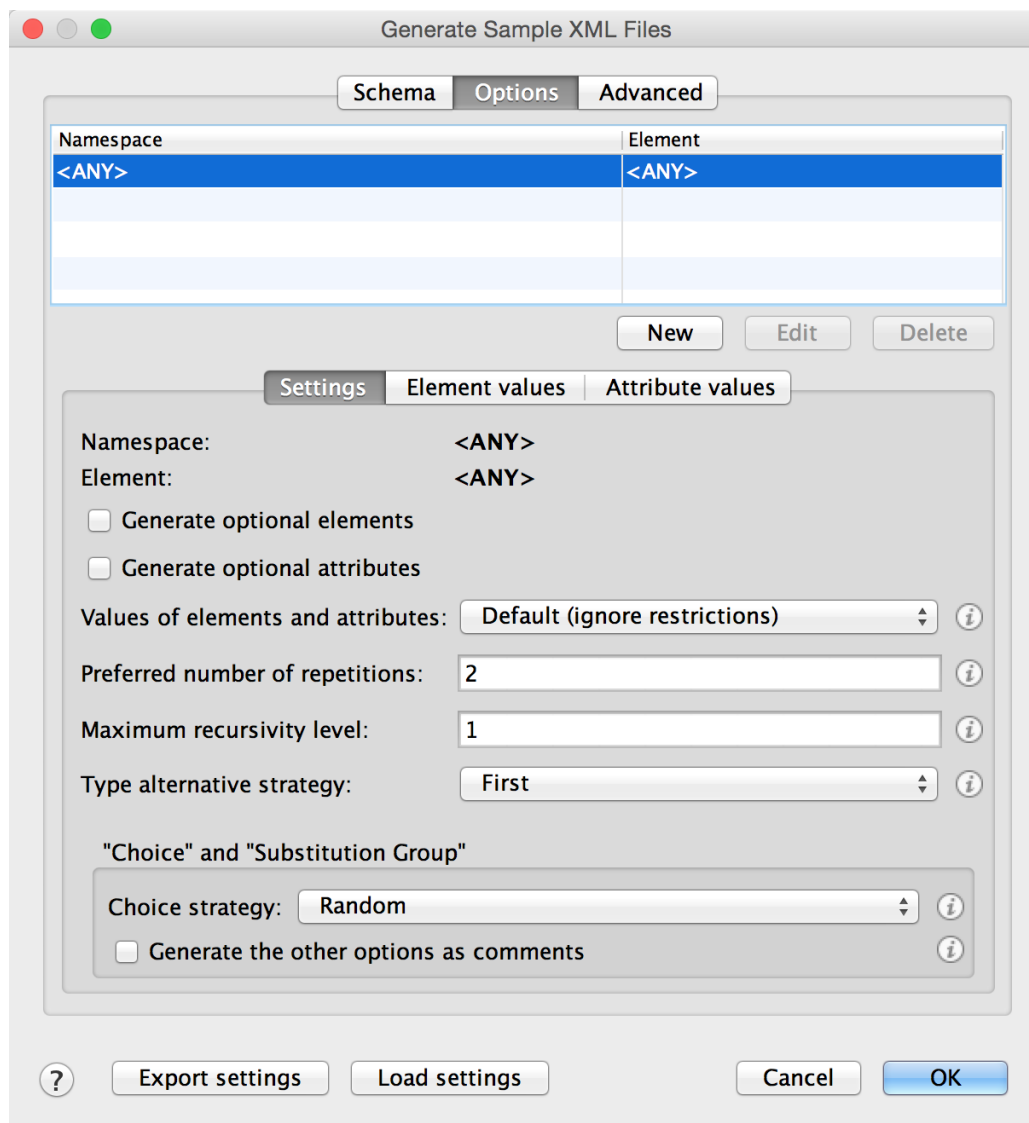 Generate Sample XML Files
Schema Options Advanced
Namespace Element
<ANY> <ANY>
New Edit Delete
Settings Element values Attribute values
Namespace: <ANY>
Element: <ANY>
Generate optional elements
Generate optional attributes
Values of elements and attributes: Default (ignore restrictions)
Preferred number of repetitions: 2
Maximum recursivity level: 1
Type alternative strategy: First
"Choice" and "Substitution Group"
Choice strategy: Random
Generate the other options as comments
? Export settings Load settings Cancel OK